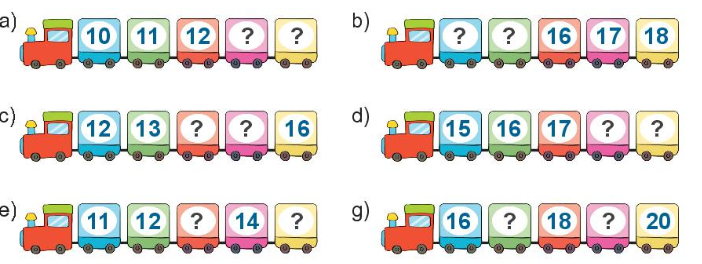 a) 10 11 12 ? ?
b) ? ? 16 17 18
c) 12 13 ? ? 16
d) 15 16 17 ? ?
e) 11 12 ? 14 ?
g) 16 ? 18 ? 20